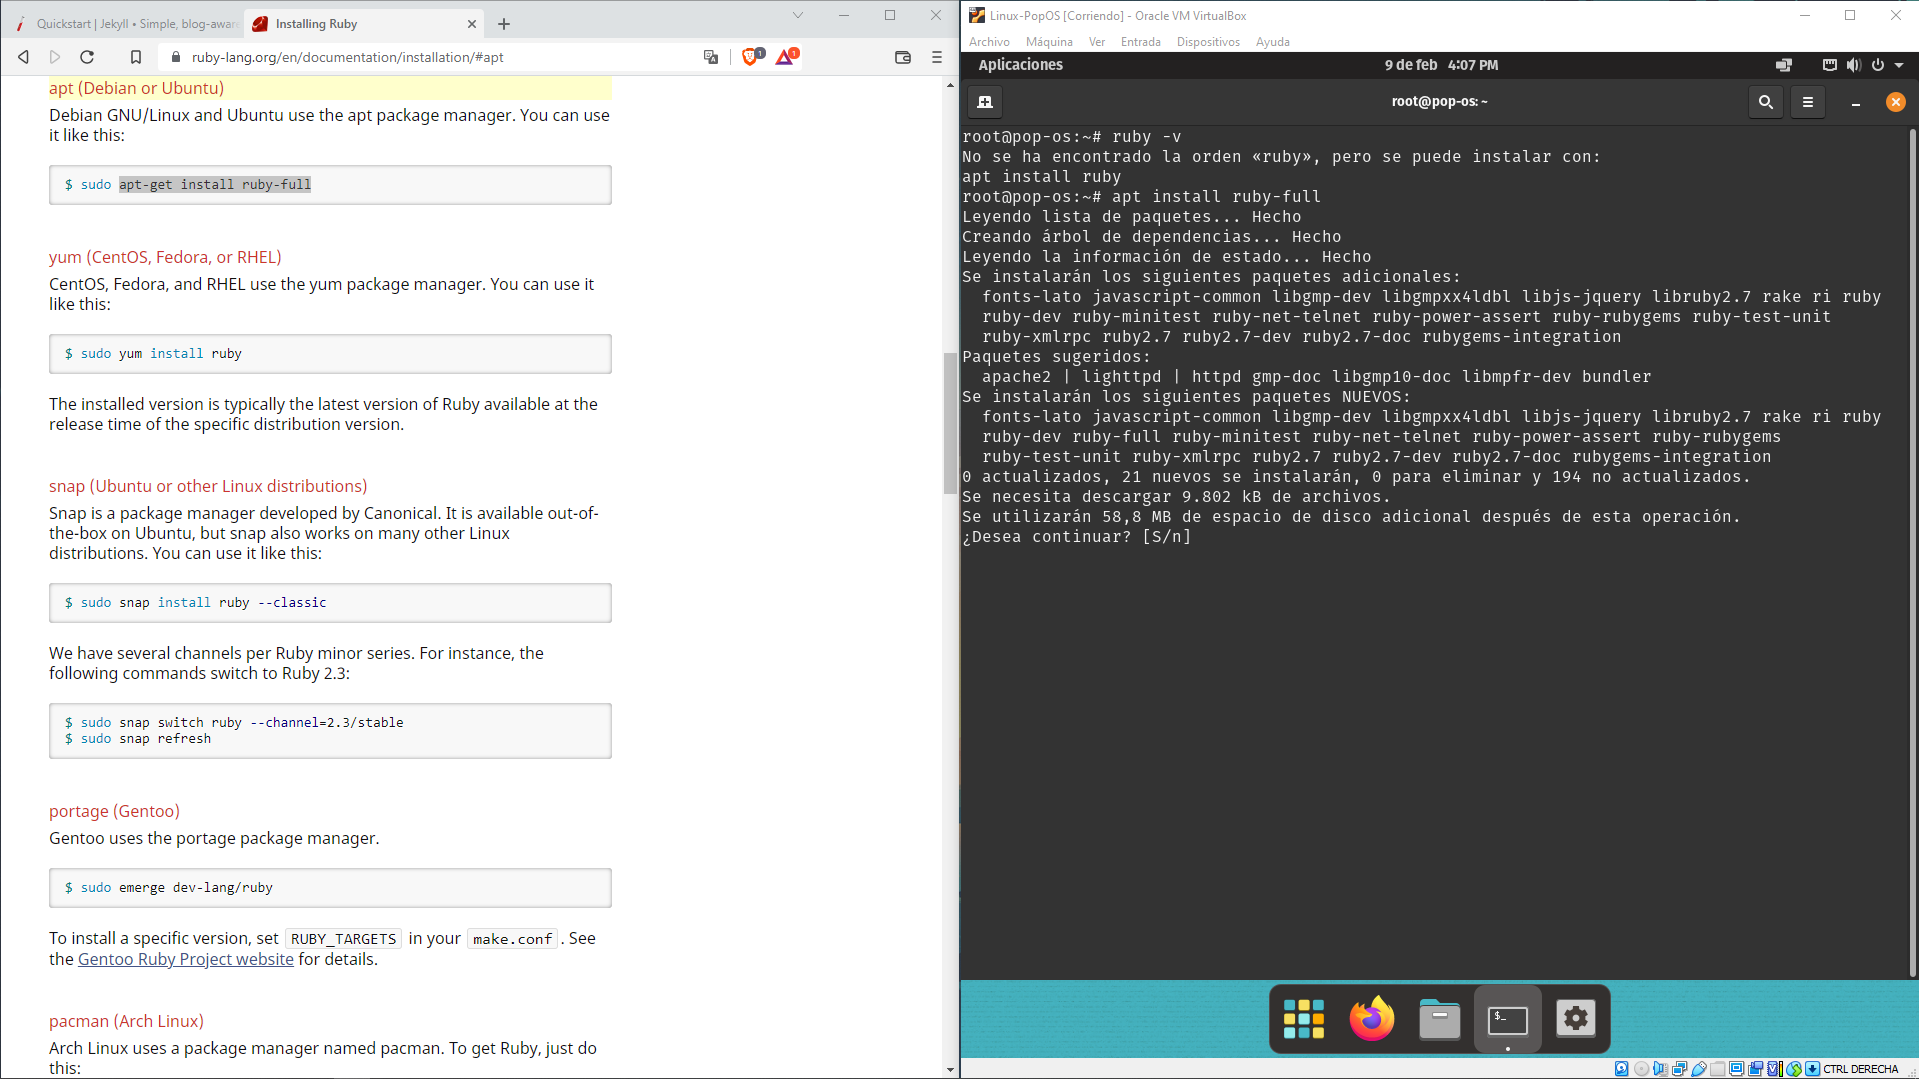 Quickstart | Jekyll • Simple, blog-awar
Installing Ruby
ruby-lang.org/en/documentation/installation/#apt
1
1
apt (Debian or Ubuntu)
Debian GNU/Linux and Ubuntu use the apt package manager. You can use
it like this:
$ sudo apt-get install ruby-full
yum (CentOS, Fedora, or RHEL)
CentOS, Fedora, and RHEL use the yum package manager. You can use it
like this:
$ sudo yum install ruby
The installed version is typically the latest version of Ruby available at the
release time of the specific distribution version.
snap (Ubuntu or other Linux distributions)
Snap is a package manager developed by Canonical. It is available out-of-
the-box on Ubuntu, but snap also works on many other Linux
distributions. You can use it like this:
$ sudo snap install ruby --classic
We have several channels per Ruby minor series. For instance, the
following commands switch to Ruby 2.3:
$ sudo snap switch ruby --channel=2.3/stable
$ sudo snap refresh
portage (Gentoo)
Gentoo uses the portage package manager.
$ sudo emerge dev-lang/ruby
To install a specific version, set RUBY_TARGETS in your make.conf. See
the Gentoo Ruby Project website for details.
pacman (Arch Linux)
Arch Linux uses a package manager named pacman. To get Ruby, just do
this:
Linux-PopOS [Corriendo] - Oracle VM VirtualBox
Archivo Máquina Ver Entrada Dispositivos Ayuda
Aplicaciones 9 de feb 4:07 PM
root@pop-os: ~
root@pop-os:~# ruby -v
No se ha encontrado la orden «ruby», pero se puede instalar con:
apt install ruby
root@pop-os:~# apt install ruby-full
Leyendo lista de paquetes... Hecho
Creando árbol de dependencias... Hecho
Leyendo la información de estado... Hecho
Se instalarán los siguientes paquetes adicionales:
fonts-lato javascript-common libgmp-dev libgmpxx4ldbl libjs-jquery libruby2.7 rake ri ruby
ruby-dev ruby-minitest ruby-net-telnet ruby-power-assert ruby-rubygems ruby-test-unit
ruby-xmlrpc ruby2.7 ruby2.7-dev ruby2.7-doc rubygems-integration
Paquetes sugeridos:
apache2 | lighttpd | httpd gmp-doc libgmp10-doc libmpfr-dev bundler
Se instalarán los siguientes paquetes NUEVOS:
fonts-lato javascript-common libgmp-dev libgmpxx4ldbl libjs-jquery libruby2.7 rake ri ruby
ruby-dev ruby-full ruby-minitest ruby-net-telnet ruby-power-assert ruby-rubygems
ruby-test-unit ruby-xmlrpc ruby2.7 ruby2.7-dev ruby2.7-doc rubygems-integration
0 actualizados, 21 nuevos se instalarán, 0 para eliminar y 194 no actualizados.
Se necesita descargar 9.802 kB de archivos.
Se utilizarán 58,8 MB de espacio de disco adicional después de esta operación.
¿Desea continuar? [S/n]
$_
CTRL DERECHA